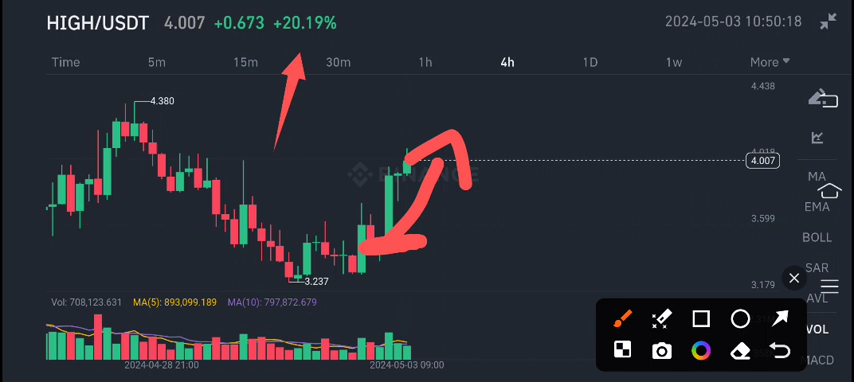 HIGH/USDT 4.007 +0.673 +20.19% 2024-05-03 10:50:18
Time 5m 15m 30m 1h 4h 1D 1w More
4.438
4.380
4.018
4.007
BINANCE
MA
EMA
3.599
BOLL
SAR
3.237
3.179
AVL
Vol: 708,123.631 MA(5): 893,099.189 MA(10): 797,872.679
VOL
MACD
2024-04-28 21:00 2024-05-03 09:00